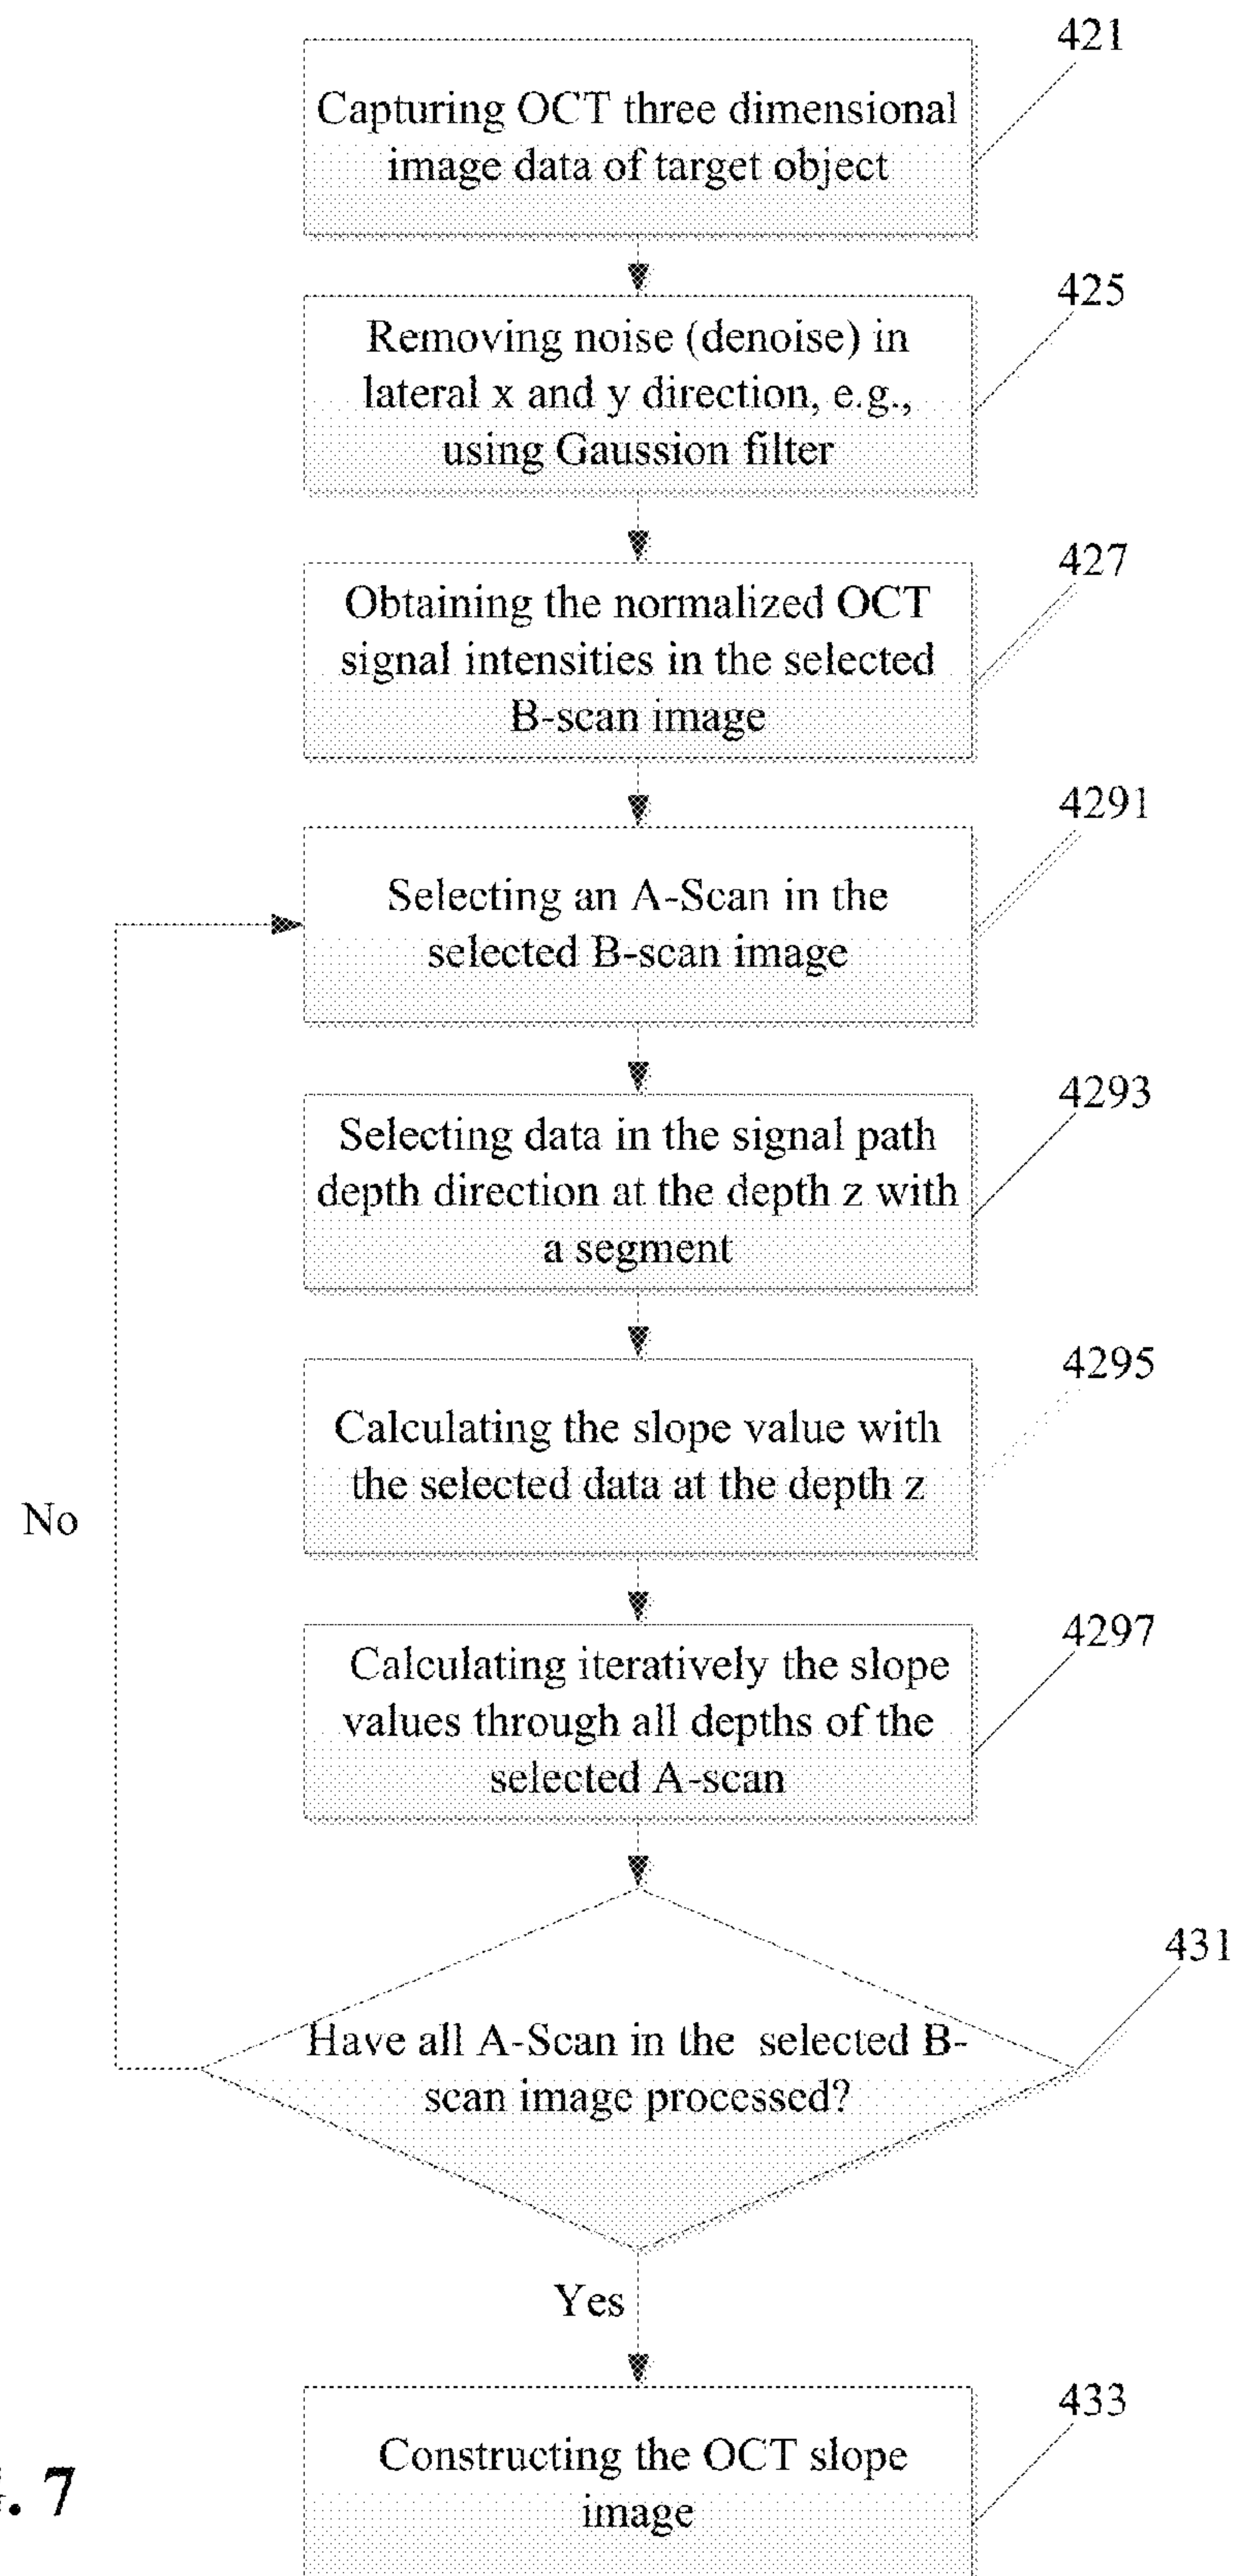 421
Capturing OCT three dimensional
image data of target object
425
Removing noise (denoise) in
lateral x and y direction, e.g.,
using Gaussion filter
427
Obtaining the normalized OCT
signal intensities in the selected
B-scan image
4291
Selecting an A-Scan in the
selected B-scan image
4293
Selecting data in the signal path
depth direction at the depth z with
a segment
4295
Calculating the slope value with
the selected data at the depth z
No
4297
Calculating iteratively the slope
values through all depths of the
selected A-scan
431
Have all A-Scan in the selected B-
scan image processed?
Yes
433
Constructing the OCT slope
image
. 7